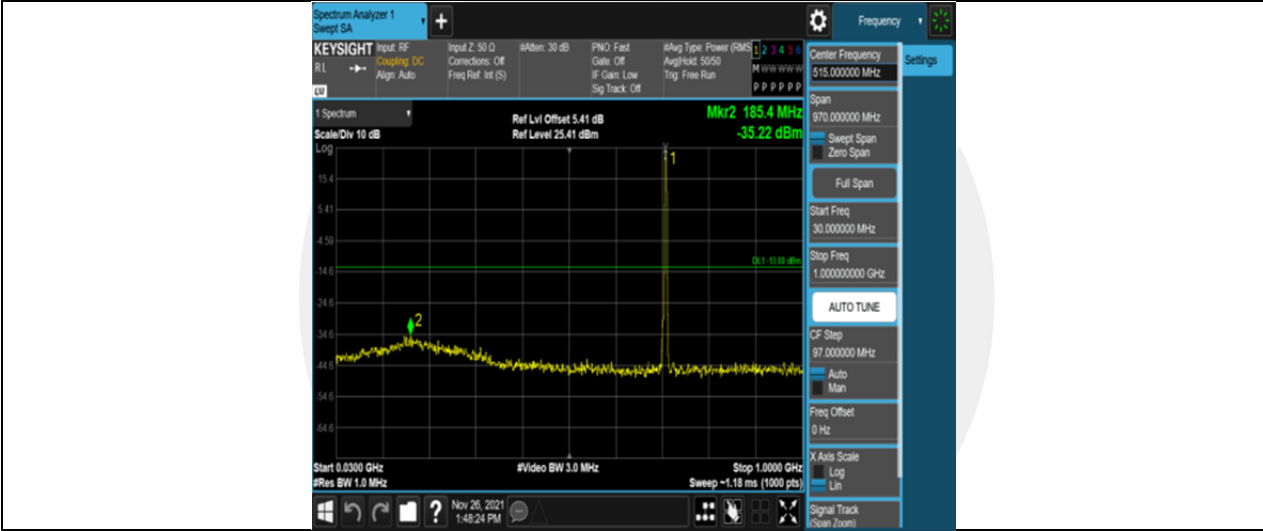 Spectrum Analyzer 1
Swept SA
+
Frequency
KEYSIGHT
Input: RF
Coupling: DC
Align: Auto
Input Z: 50 Ω
Corrections: Off
Freq Ref: Int (S)
#Atten: 30 dB
PNO: Fast
Gate: Off
IF Gain: Low
Sig Track: Off
#Avg Type: Power (RMS
Avg|Hold: 50/50
Trig: Free Run
1 2 3 4 5 6
M W W W W W
P P P P P P
RL
1 Spectrum
Scale/Div 10 dB
Ref Lvl Offset 5.41 dB
Ref Level 25.41 dBm
Mkr2 185.4 MHz
-35.22 dBm
Log
15.4
5.41
-4.59
-14.6
-24.6
-34.6
-44.6
-54.6
-64.6
1
2
DL1 -13.00 dBm
Start 0.0300 GHz
#Res BW 1.0 MHz
#Video BW 3.0 MHz
Stop 1.0000 GHz
Sweep ~1.18 ms (1000 pts)
?
Nov 26, 2021
1:48:24 PM
Center Frequency
515.000000 MHz
Settings
Span
970.000000 MHz
Swept Span
Zero Span
Full Span
Start Freq
30.000000 MHz
Stop Freq
1.000000000 GHz
AUTO TUNE
CF Step
97.000000 MHz
Auto
Man
Freq Offset
0 Hz
X Axis Scale
Log
Lin
Signal Track
(Span Zoom)